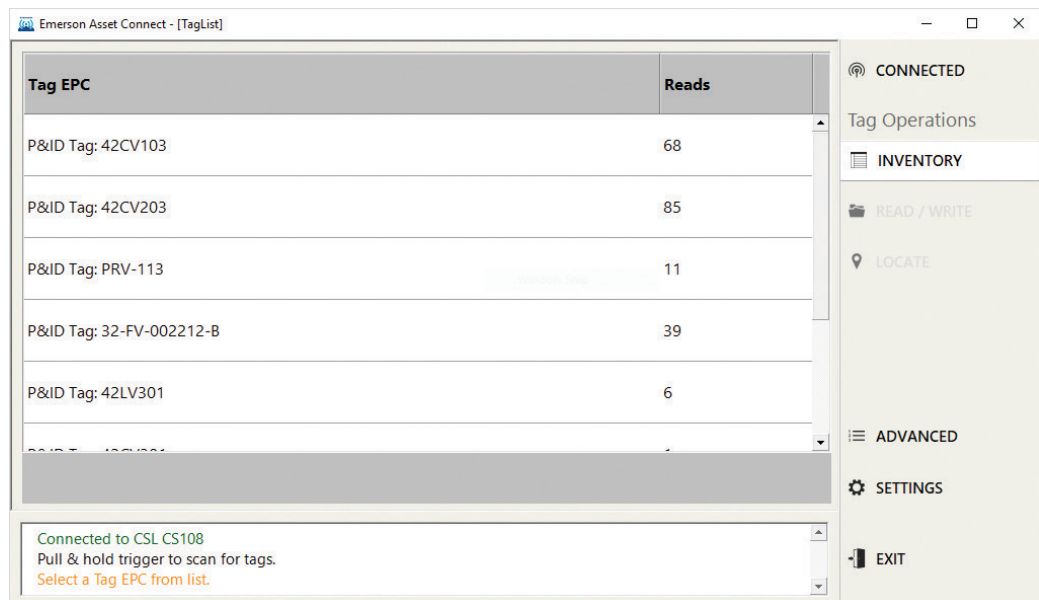 Emerson Asset Connect - [TagList]
Tag EPC Reads
P&ID Tag: 42CV103 68
P&ID Tag: 42CV203 85
P&ID Tag: PRV-113 11
P&ID Tag: 32-FV-002212-B 39
P&ID Tag: 42LV301 6
CONNECTED
Tag Operations
INVENTORY
READ / WRITE
LOCATE
ADVANCED
SETTINGS
EXIT
Connected to CSL CS108
Pull & hold trigger to scan for tags.
Select a Tag EPC from list.